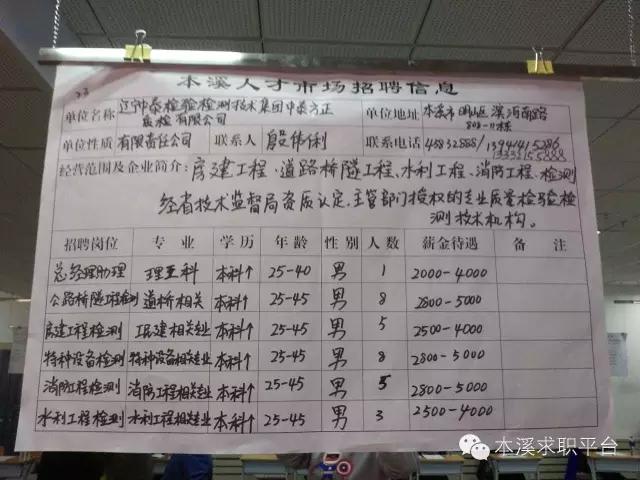 本溪人才市场招聘信息
单位名称 辽宁中泰检验检测技术集团中泰方正质检有限公司 单位地址 本溪市明山区滨河南路
单位性质 有限责任公司 联系人 殷伟俐 联系电话 45832888/13941415286
经营范围及企业简介: 房建工程、道路桥隧工程、水利工程、消防工程、检测
经省技术监督局资质认定、主管部门授权的专业质量检验检
测技术机构。
招聘岗位 专业 学历 年龄 性别 人数 薪金待遇 备注
总经理助理 理工科 本科↑ 25-40 男 1 2000-4000
公路桥隧工程检测 道桥相关 本科↑ 25-45 男 8 2800-5000
房建工程检测 工民建相关专业 本科↑ 25-45 男 5 2500-4000
特种设备检测 特种设备相关专业 本科↑ 25-45 男 8 2800-5000
消防工程检测 消防工程相关专业 本科↑ 25-45 男 5 2800-5000
水利工程检测 水利工程相关专业 本科↑ 25-45 男 3 2500-4000
本溪求职平台